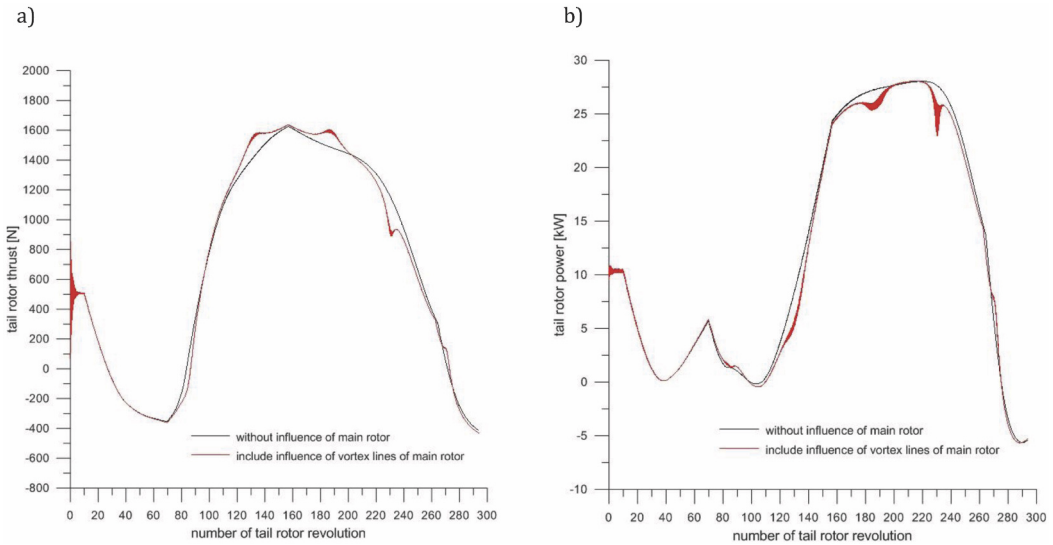 a)
tail rotor thrust [N]
2000
1800
1600
1400
1200
1000
800
600
400
200
0
-200
-400
-600
-800
without influence of main rotor
include influence of vortex lines of main rotor
0 20 40 60 80 100 120 140 160 180 200 220 240 260 280 300
number of tail rotor revolution
b)
tail rotor power [kW]
30
25
20
15
10
5
0
-5
-10
without influence of main rotor
include influence of vortex lines of main rotor
0 20 40 60 80 100 120 140 160 180 200 220 240 260 280 300
number of tail rotor revolution